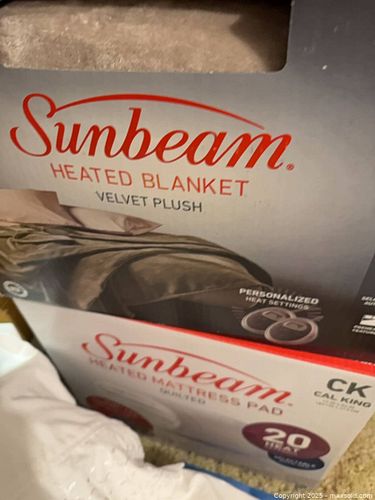 Sunbeam®
HEATED BLANKET
VELVET PLUSH
PERSONALIZED
HEAT SETTINGS
Sunbeam
HEATED MATTRESS PAD
QUILTED
CK
CAL KING
20
HEAT
Copyright 2025 - maxsold.com